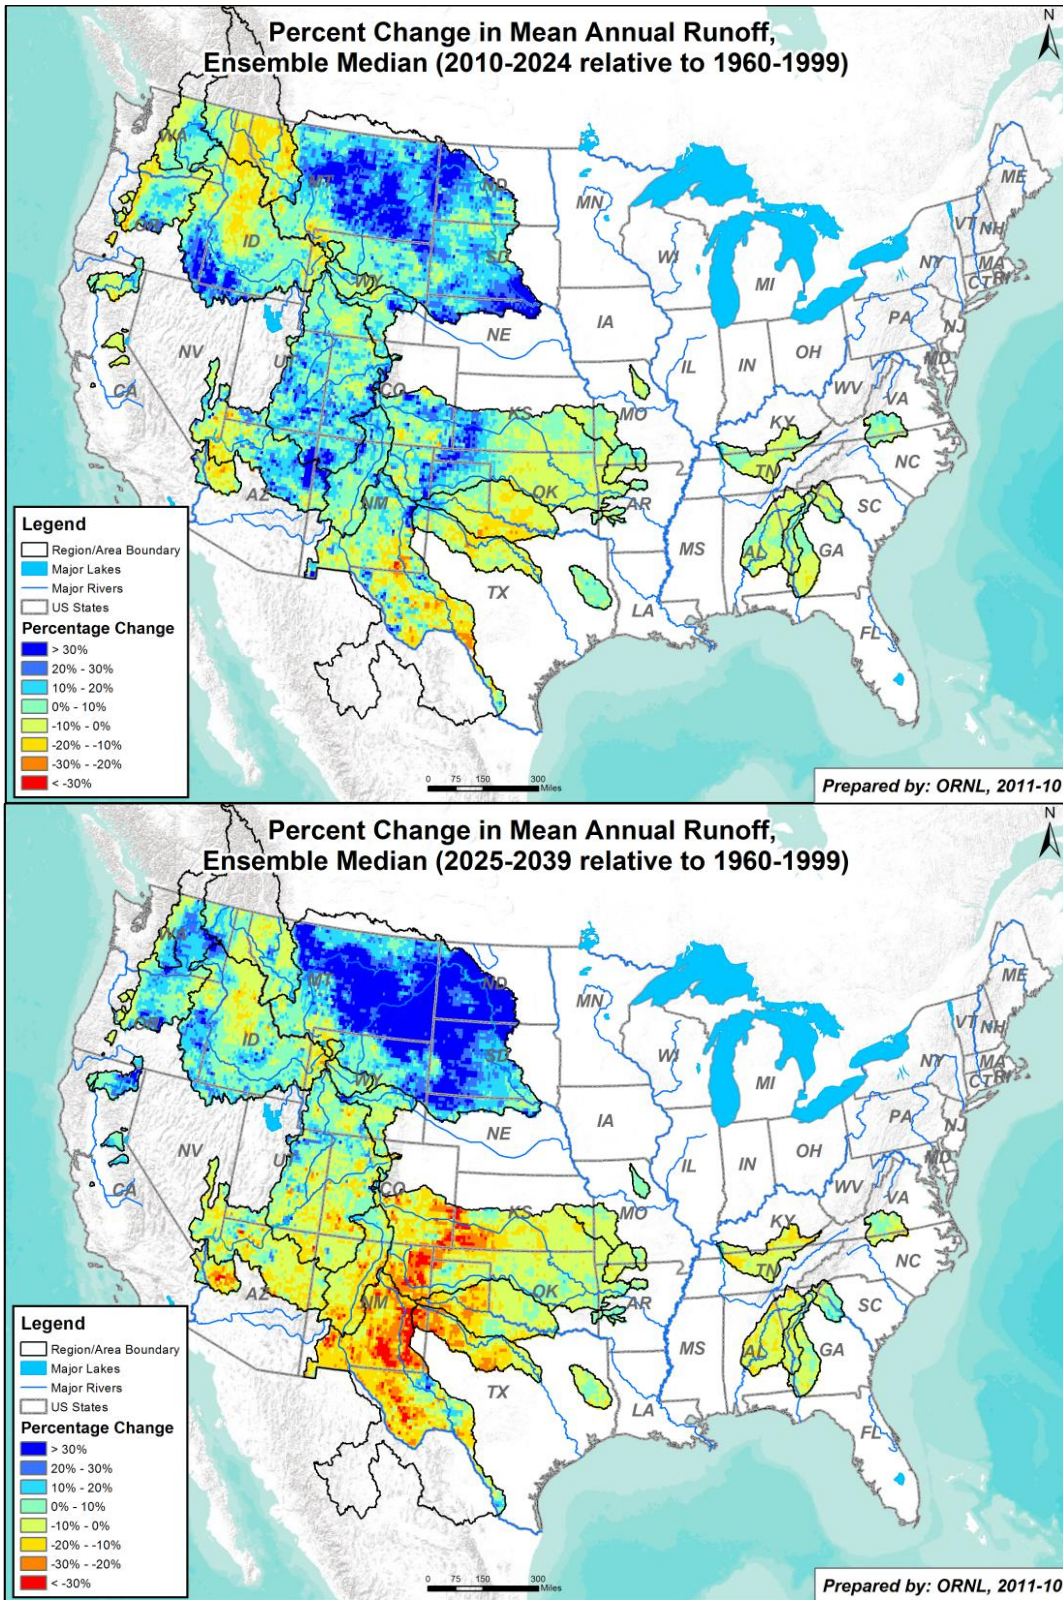 Percent Change in Mean Annual Runoff,
Ensemble Median (2010-2024 relative to 1960-1999)
N
WA
MT
ND
MN
ME
VT
NH
ID
SD
WI
MI
NY
MA
CT
RI
WY
NE
IA
PA
NJ
NV
IL
IN
OH
MD
CA
CO
KS
MO
WV
VA
KY
AZ
NM
OK
AR
TN
NC
SC
TX
MS
AL
GA
LA
FL
Legend
Region/Area Boundary
Major Lakes
Major Rivers
US States
Percentage Change
> 30%
20% - 30%
10% - 20%
0% - 10%
-10% - 0%
-20% - -10%
-30% - -20%
< -30%
0 75 150 300
Miles
Prepared by: ORNL, 2011-10
Percent Change in Mean Annual Runoff,
Ensemble Median (2025-2039 relative to 1960-1999)
N
WA
MT
ND
MN
ME
VT
NH
ID
SD
WI
MI
NY
MA
CT
RI
WY
NE
IA
PA
NJ
NV
IL
IN
OH
MD
CA
CO
KS
MO
WV
VA
KY
AZ
NM
OK
AR
TN
NC
SC
TX
MS
AL
GA
LA
FL
Legend
Region/Area Boundary
Major Lakes
Major Rivers
US States
Percentage Change
> 30%
20% - 30%
10% - 20%
0% - 10%
-10% - 0%
-20% - -10%
-30% - -20%
< -30%
0 75 150 300
Miles
Prepared by: ORNL, 2011-10